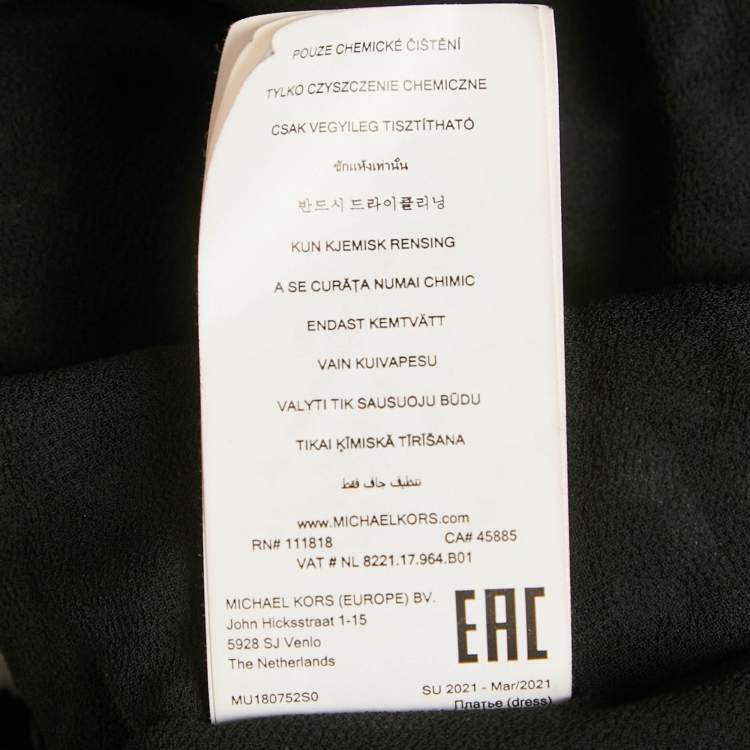 POUZE CHEMICKÉ ČIŠTĚNÍ
TYLKO CZYSZCZENIE CHEMICZNE
CSAK VEGYILEG TISZTÍTHATÓ
ซักแห้งเท่านั้น
반드시 드라이클리닝
KUN KJEMISK RENSING
A SE CURĂȚA NUMAI CHIMIC
ENDAST KEMTVÄTT
VAIN KUIVAPESU
VALYTI TIK SAUSUOJU BŪDU
TIKAI ĶĪMISKĀ TĪRĪŠANA
تنظيف جاف فقط
www.MICHAELKORS.com
RN# 111818 CA# 45885
VAT # NL 8221.17.964.B01
MICHAEL KORS (EUROPE) BV.
John Hicksstraat 1-15
5928 SJ Venlo
The Netherlands
EAC
MU180752S0
SU 2021 - Mar/2021
Платье (dress)